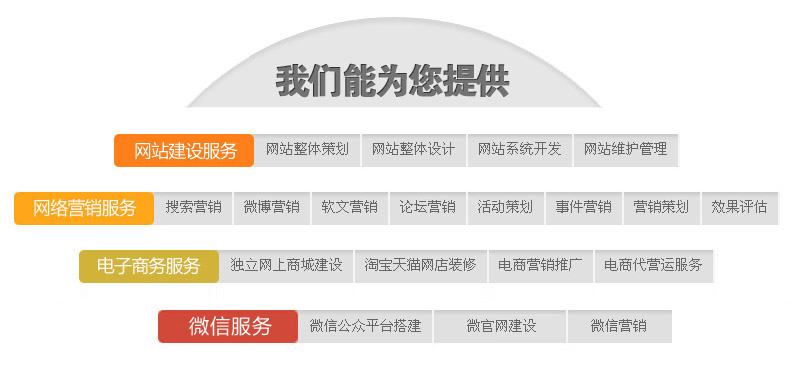 我们能为您提供
网站建设服务 网站整体策划 网站整体设计 网站系统开发 网站维护管理
网络营销服务 搜索营销 微博营销 软文营销 论坛营销 活动策划 事件营销 营销策划 效果评估
电子商务服务 独立网上商城建设 淘宝天猫网店装修 电商营销推广 电商代营运服务
微信服务 微信公众平台搭建 微官网建设 微信营销